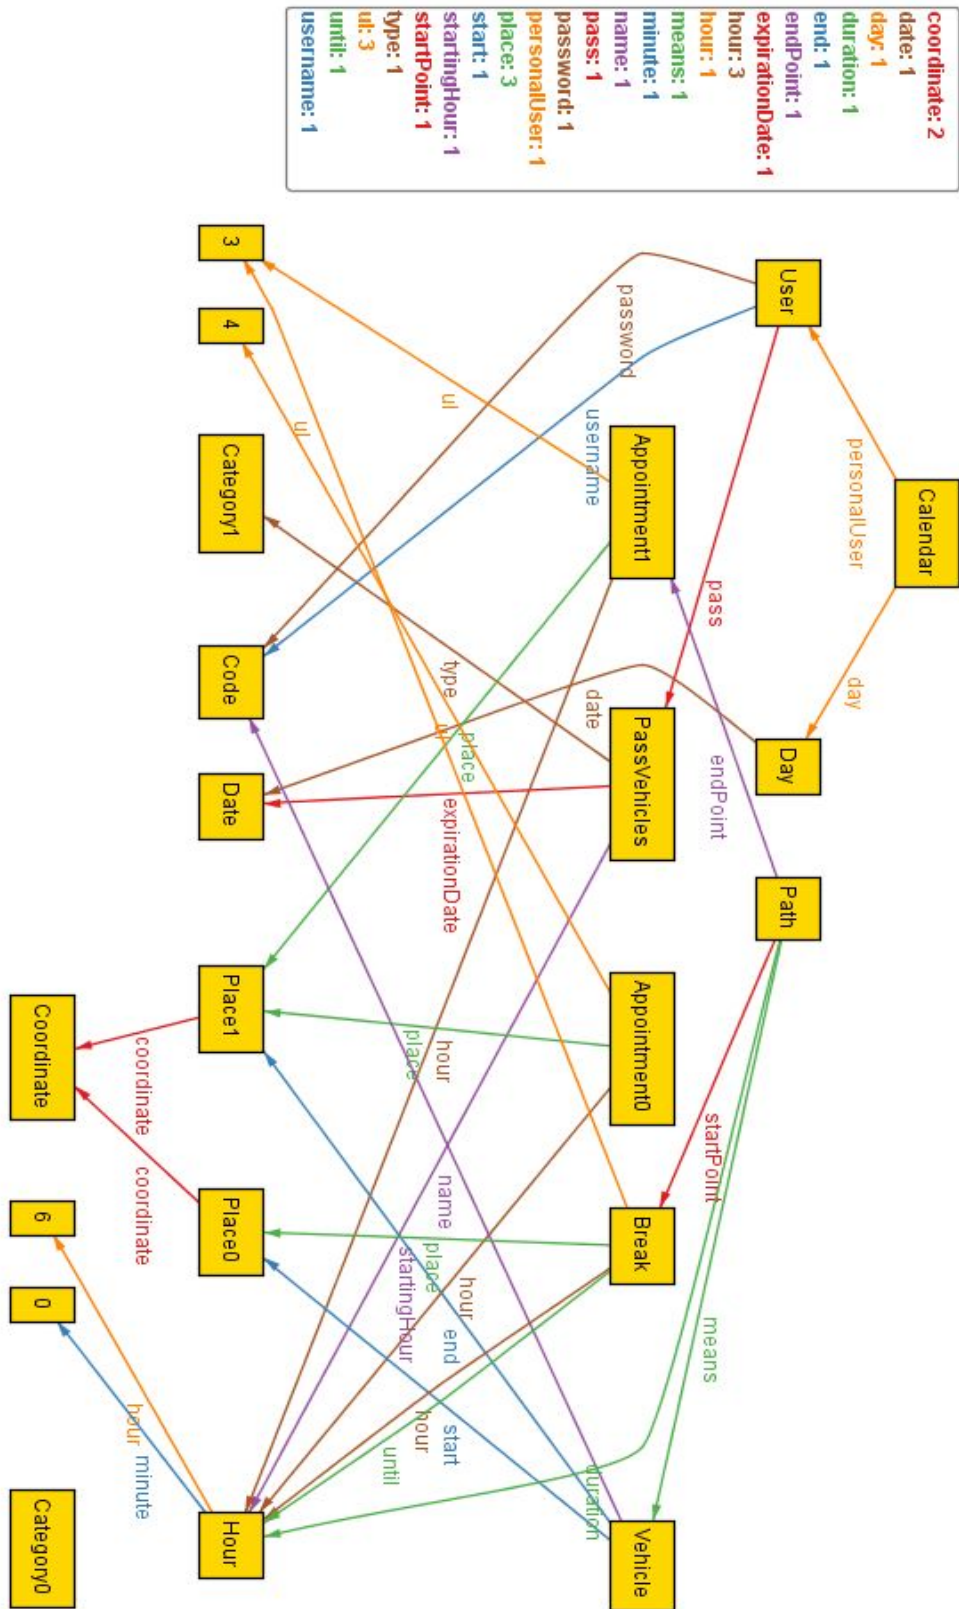 coordinate: 2
date: 1
day: 1
duration: 1
end: 1
endPoint: 1
expirationDate: 1
hour: 3
hour: 1
means: 1
minute: 1
name: 1
pass: 1
password: 1
personalUser: 1
place: 3
start: 1
startingHour: 1
startPoint: 1
type: 1
ul: 3
until: 1
username: 1
Calendar
personalUser
day
User
Day
Path
pass
endPoint
startPoint
means
password
username
date
duration
Appointment1
PassVehicles
Appointment0
Break
Vehicle
ul
ul
type
ul
place
expirationDate
hour
place
name
startingHour
place
hour
end
start
hour
until
3
4
Category1
Code
Date
Place1
Place0
Hour
coordinate
coordinate
hour
minute
Coordinate
6
0
Category0